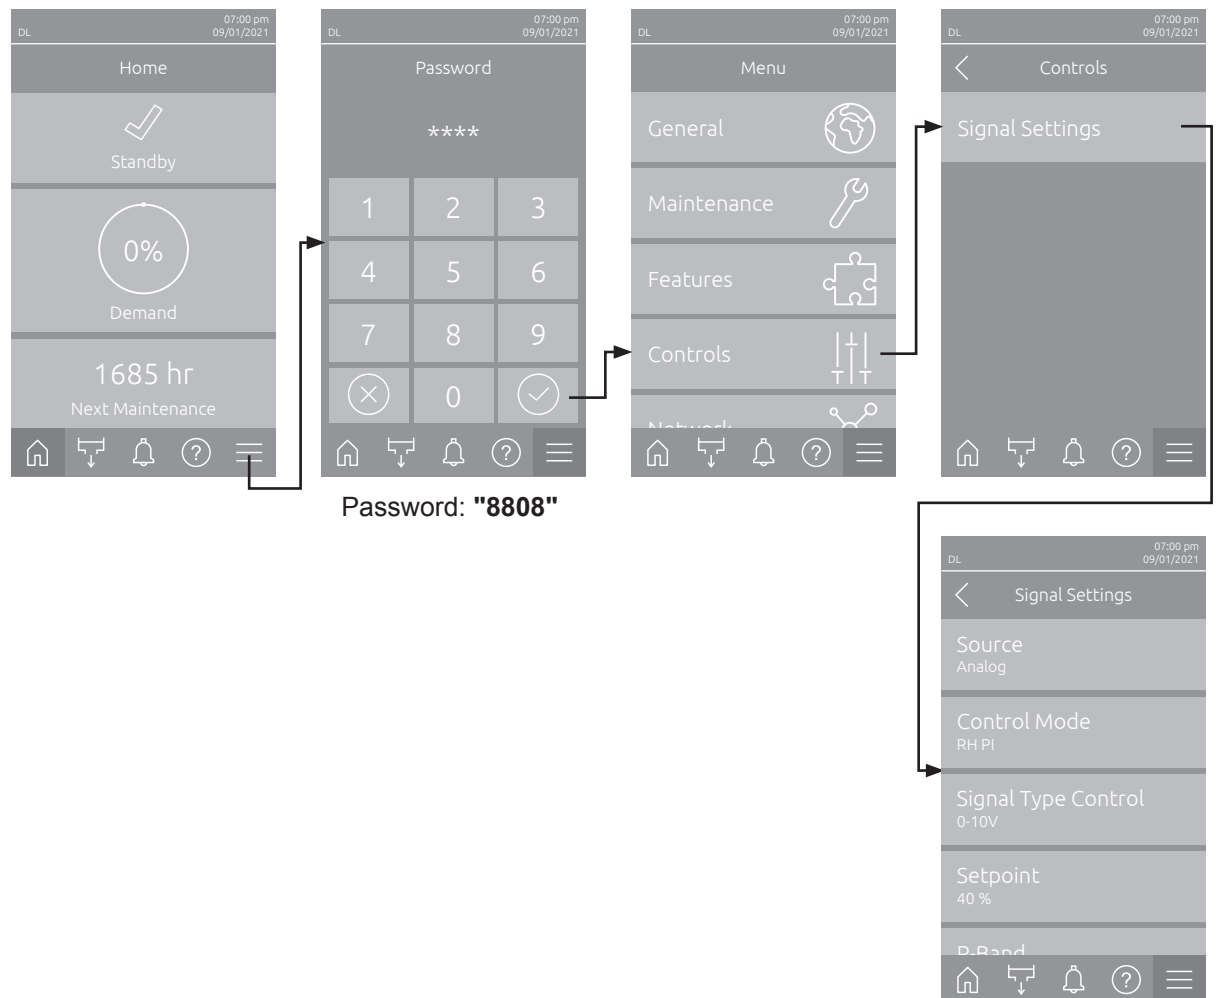 07:00 pm
DL 09/01/2021
Home
Standby
0%
Demand
1685 hr
Next Maintenance
?
07:00 pm
DL 09/01/2021
Password
****
1 2 3
4 5 6
7 8 9
0
?
Password: "8808"
07:00 pm
DL 09/01/2021
Menu
General
Maintenance
Features
Controls
Network
?
07:00 pm
DL 09/01/2021
Controls
Signal Settings
?
07:00 pm
DL 09/01/2021
Signal Settings
Source
Analog
Control Mode
RH PI
Signal Type Control
0-10V
Setpoint
40 %
P-Band
?